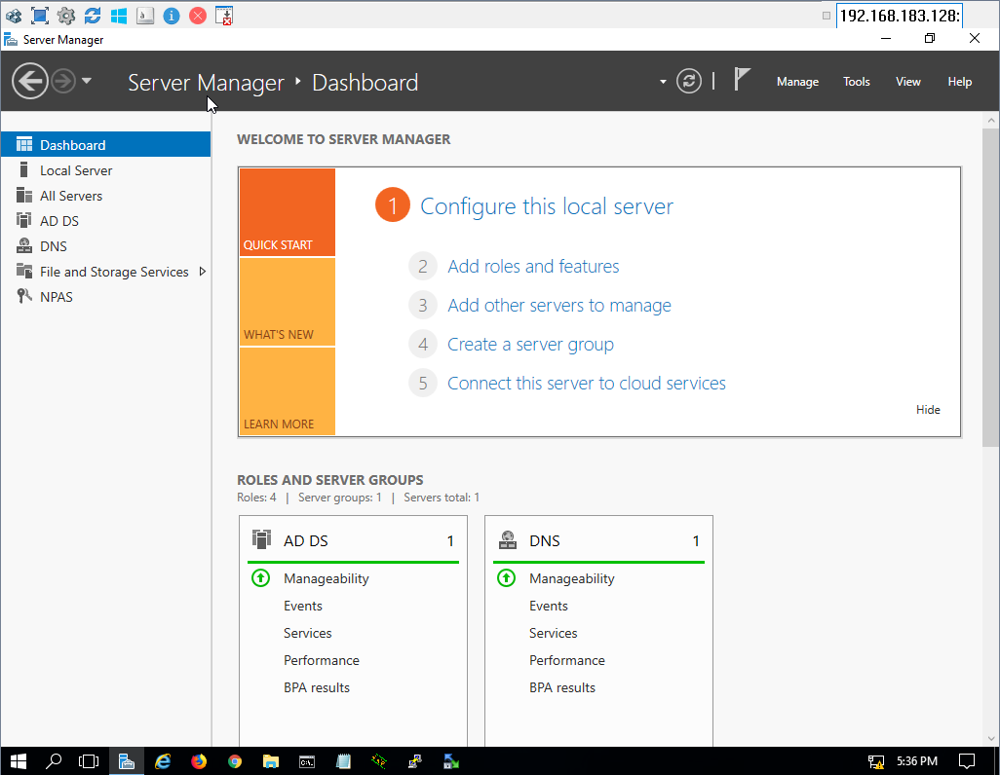 192.168.183.128:
Server Manager
Server Manager Dashboard
Manage Tools View Help
Dashboard
Local Server
All Servers
AD DS
DNS
File and Storage Services
NPAS
WELCOME TO SERVER MANAGER
QUICK START
WHAT'S NEW
LEARN MORE
1 Configure this local server
2 Add roles and features
3 Add other servers to manage
4 Create a server group
5 Connect this server to cloud services
Hide
ROLES AND SERVER GROUPS
Roles: 4 | Server groups: 1 | Servers total: 1
AD DS 1
Manageability
Events
Services
Performance
BPA results
DNS 1
Manageability
Events
Services
Performance
BPA results
5:36 PM